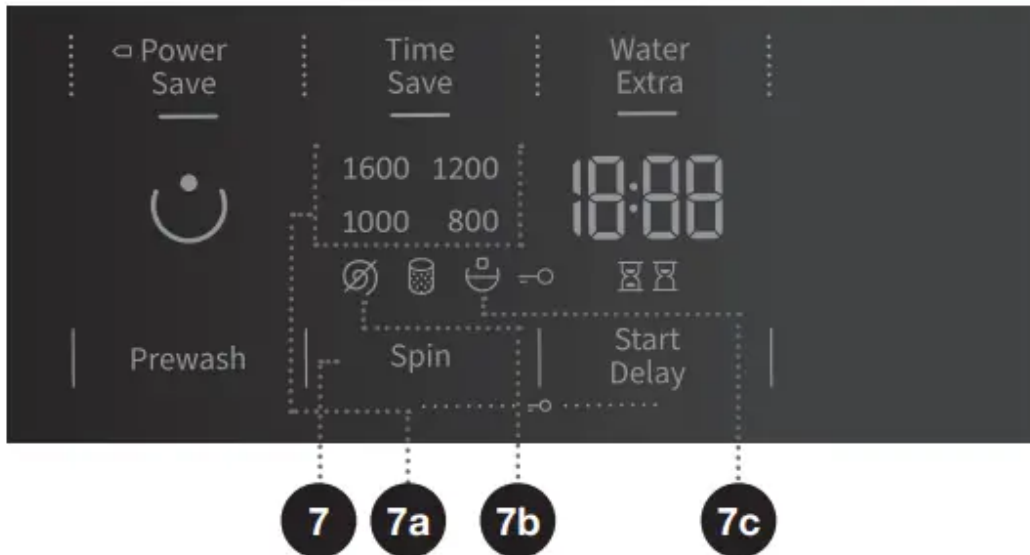 Power
Save
Time
Save
Water
Extra
1600 1200
1000 800
18:88
Prewash
Spin
Start
Delay
7
7a
7b
7c